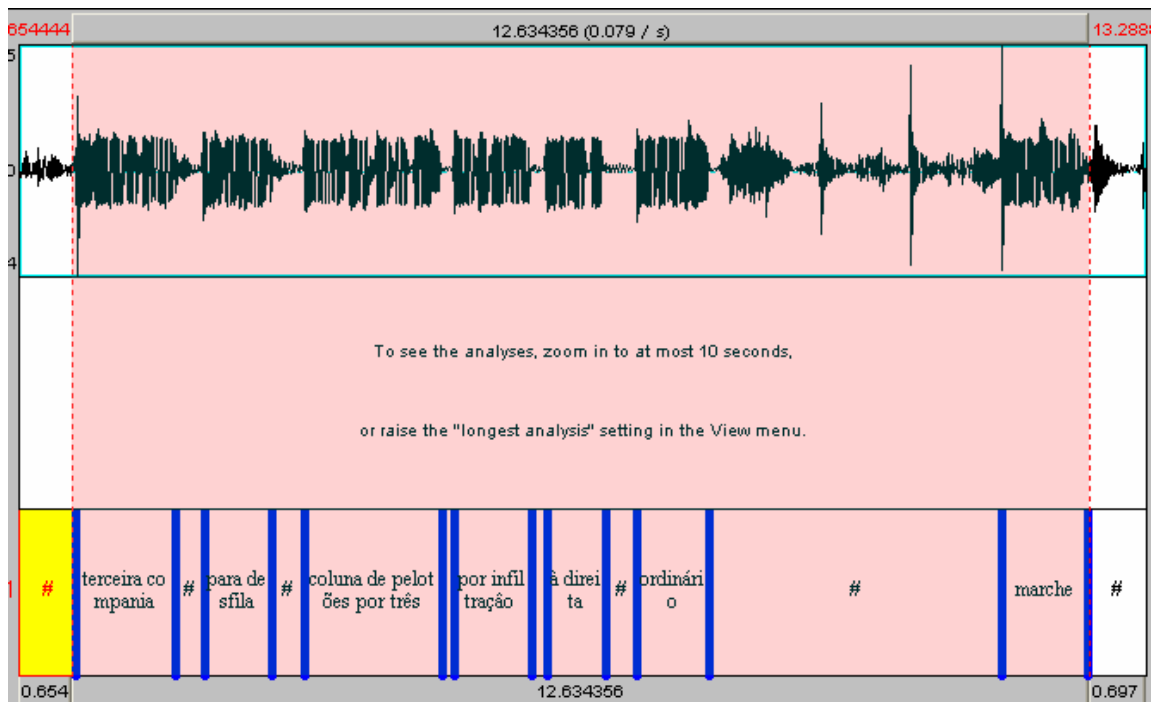 654444 12.634356 (0.079 / s) 13.288
5
0
4
To see the analyses, zoom in to at most 10 seconds,
or raise the "longest analysis" setting in the View menu.
1 # terceira co # para de # coluna de pelot por infil à direi # ordinári # marche #
mpania sfila ões por três tração ta o
0.654 12.634356 0.697